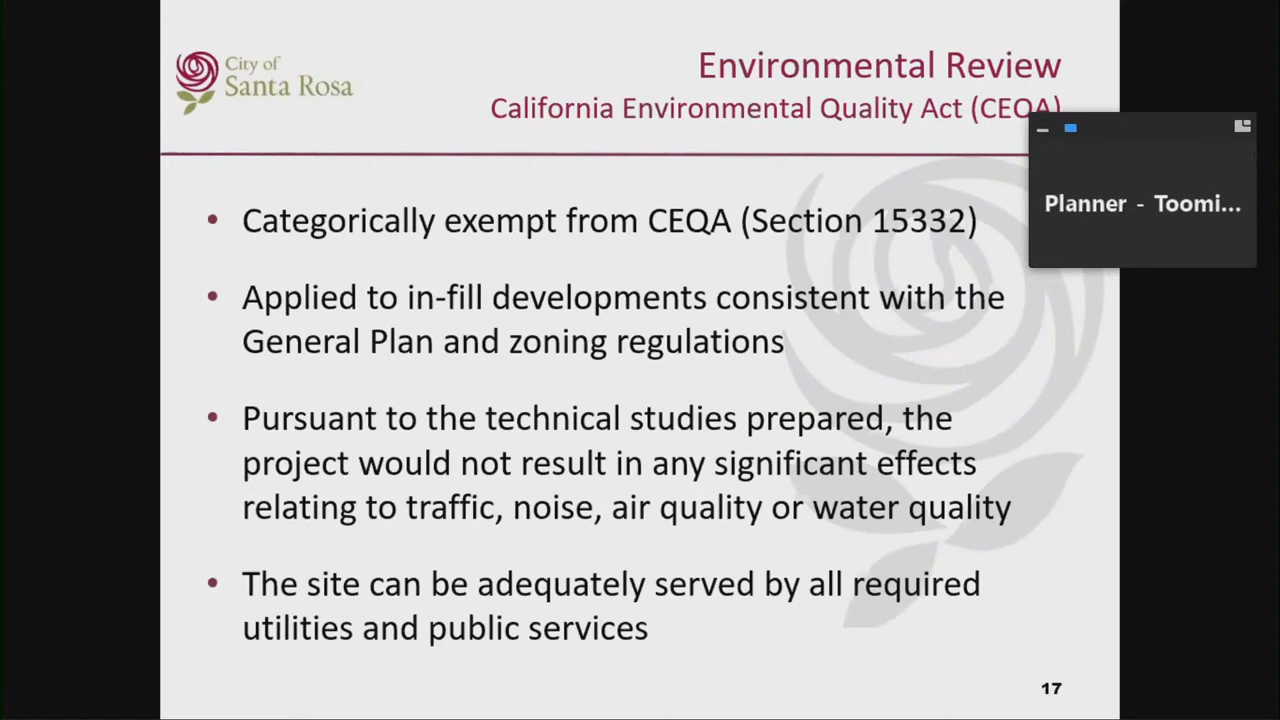 City of
Santa Rosa
Environmental Review
California Environmental Quality Act (CEQA)
Planner - Toomi...
• Categorically exempt from CEQA (Section 15332)
• Applied to in-fill developments consistent with the
General Plan and zoning regulations
• Pursuant to the technical studies prepared, the
project would not result in any significant effects
relating to traffic, noise, air quality or water quality
• The site can be adequately served by all required
utilities and public services
17